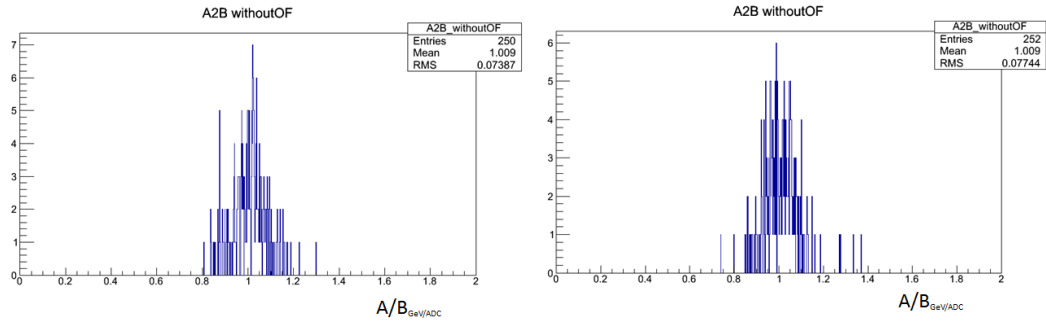 A2B withoutOF
A2B_withoutOF
Entries 250
Mean 1.009
RMS 0.07387
7
6
5
4
3
2
1
0
0 0.2 0.4 0.6 0.8 1 1.2 1.4 1.6 1.8 2
A/B GeV/ADC
A2B withoutOF
A2B_withoutOF
Entries 252
Mean 1.009
RMS 0.07744
6
5
4
3
2
1
0
0 0.2 0.4 0.6 0.8 1 1.2 1.4 1.6 1.8 2
A/B GeV/ADC